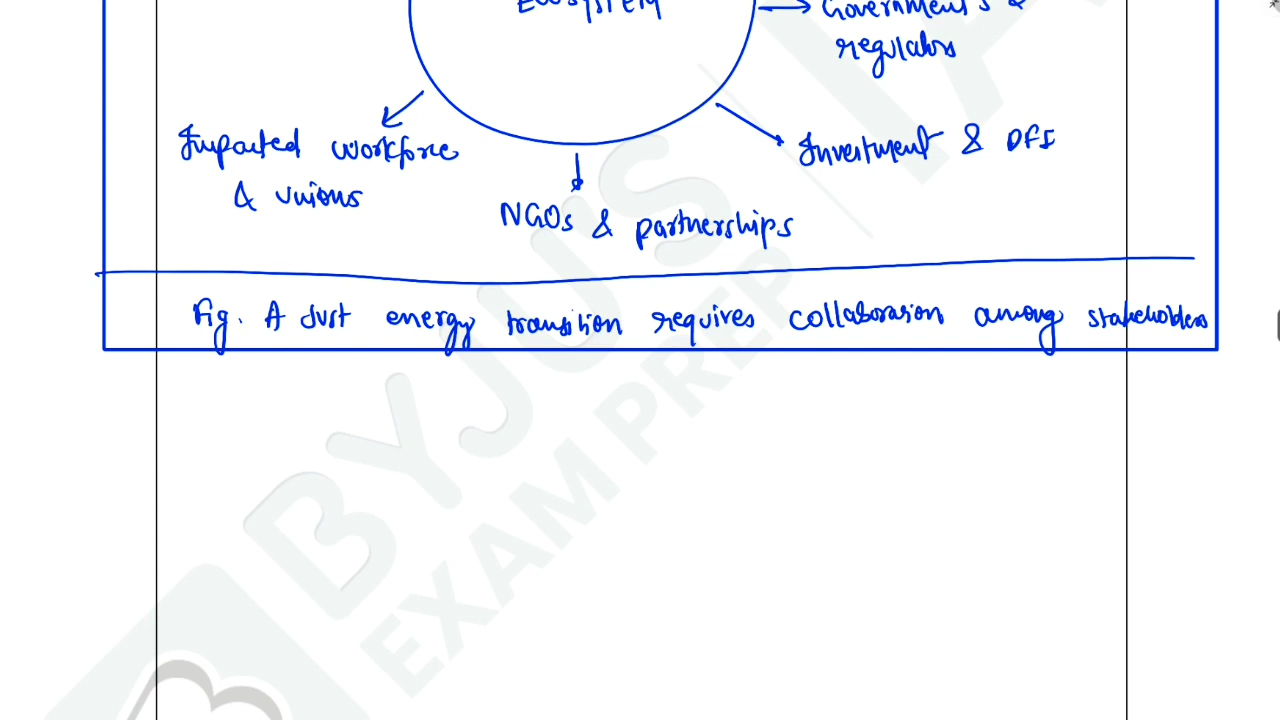 Ecosystem
Governments &
regulators
Impacted workforce
& unions
Investment & DFI
NGOs & partnerships
Fig. A Just energy transition requires collaboration among stakeholders
BYJU'S
EXAM PREP